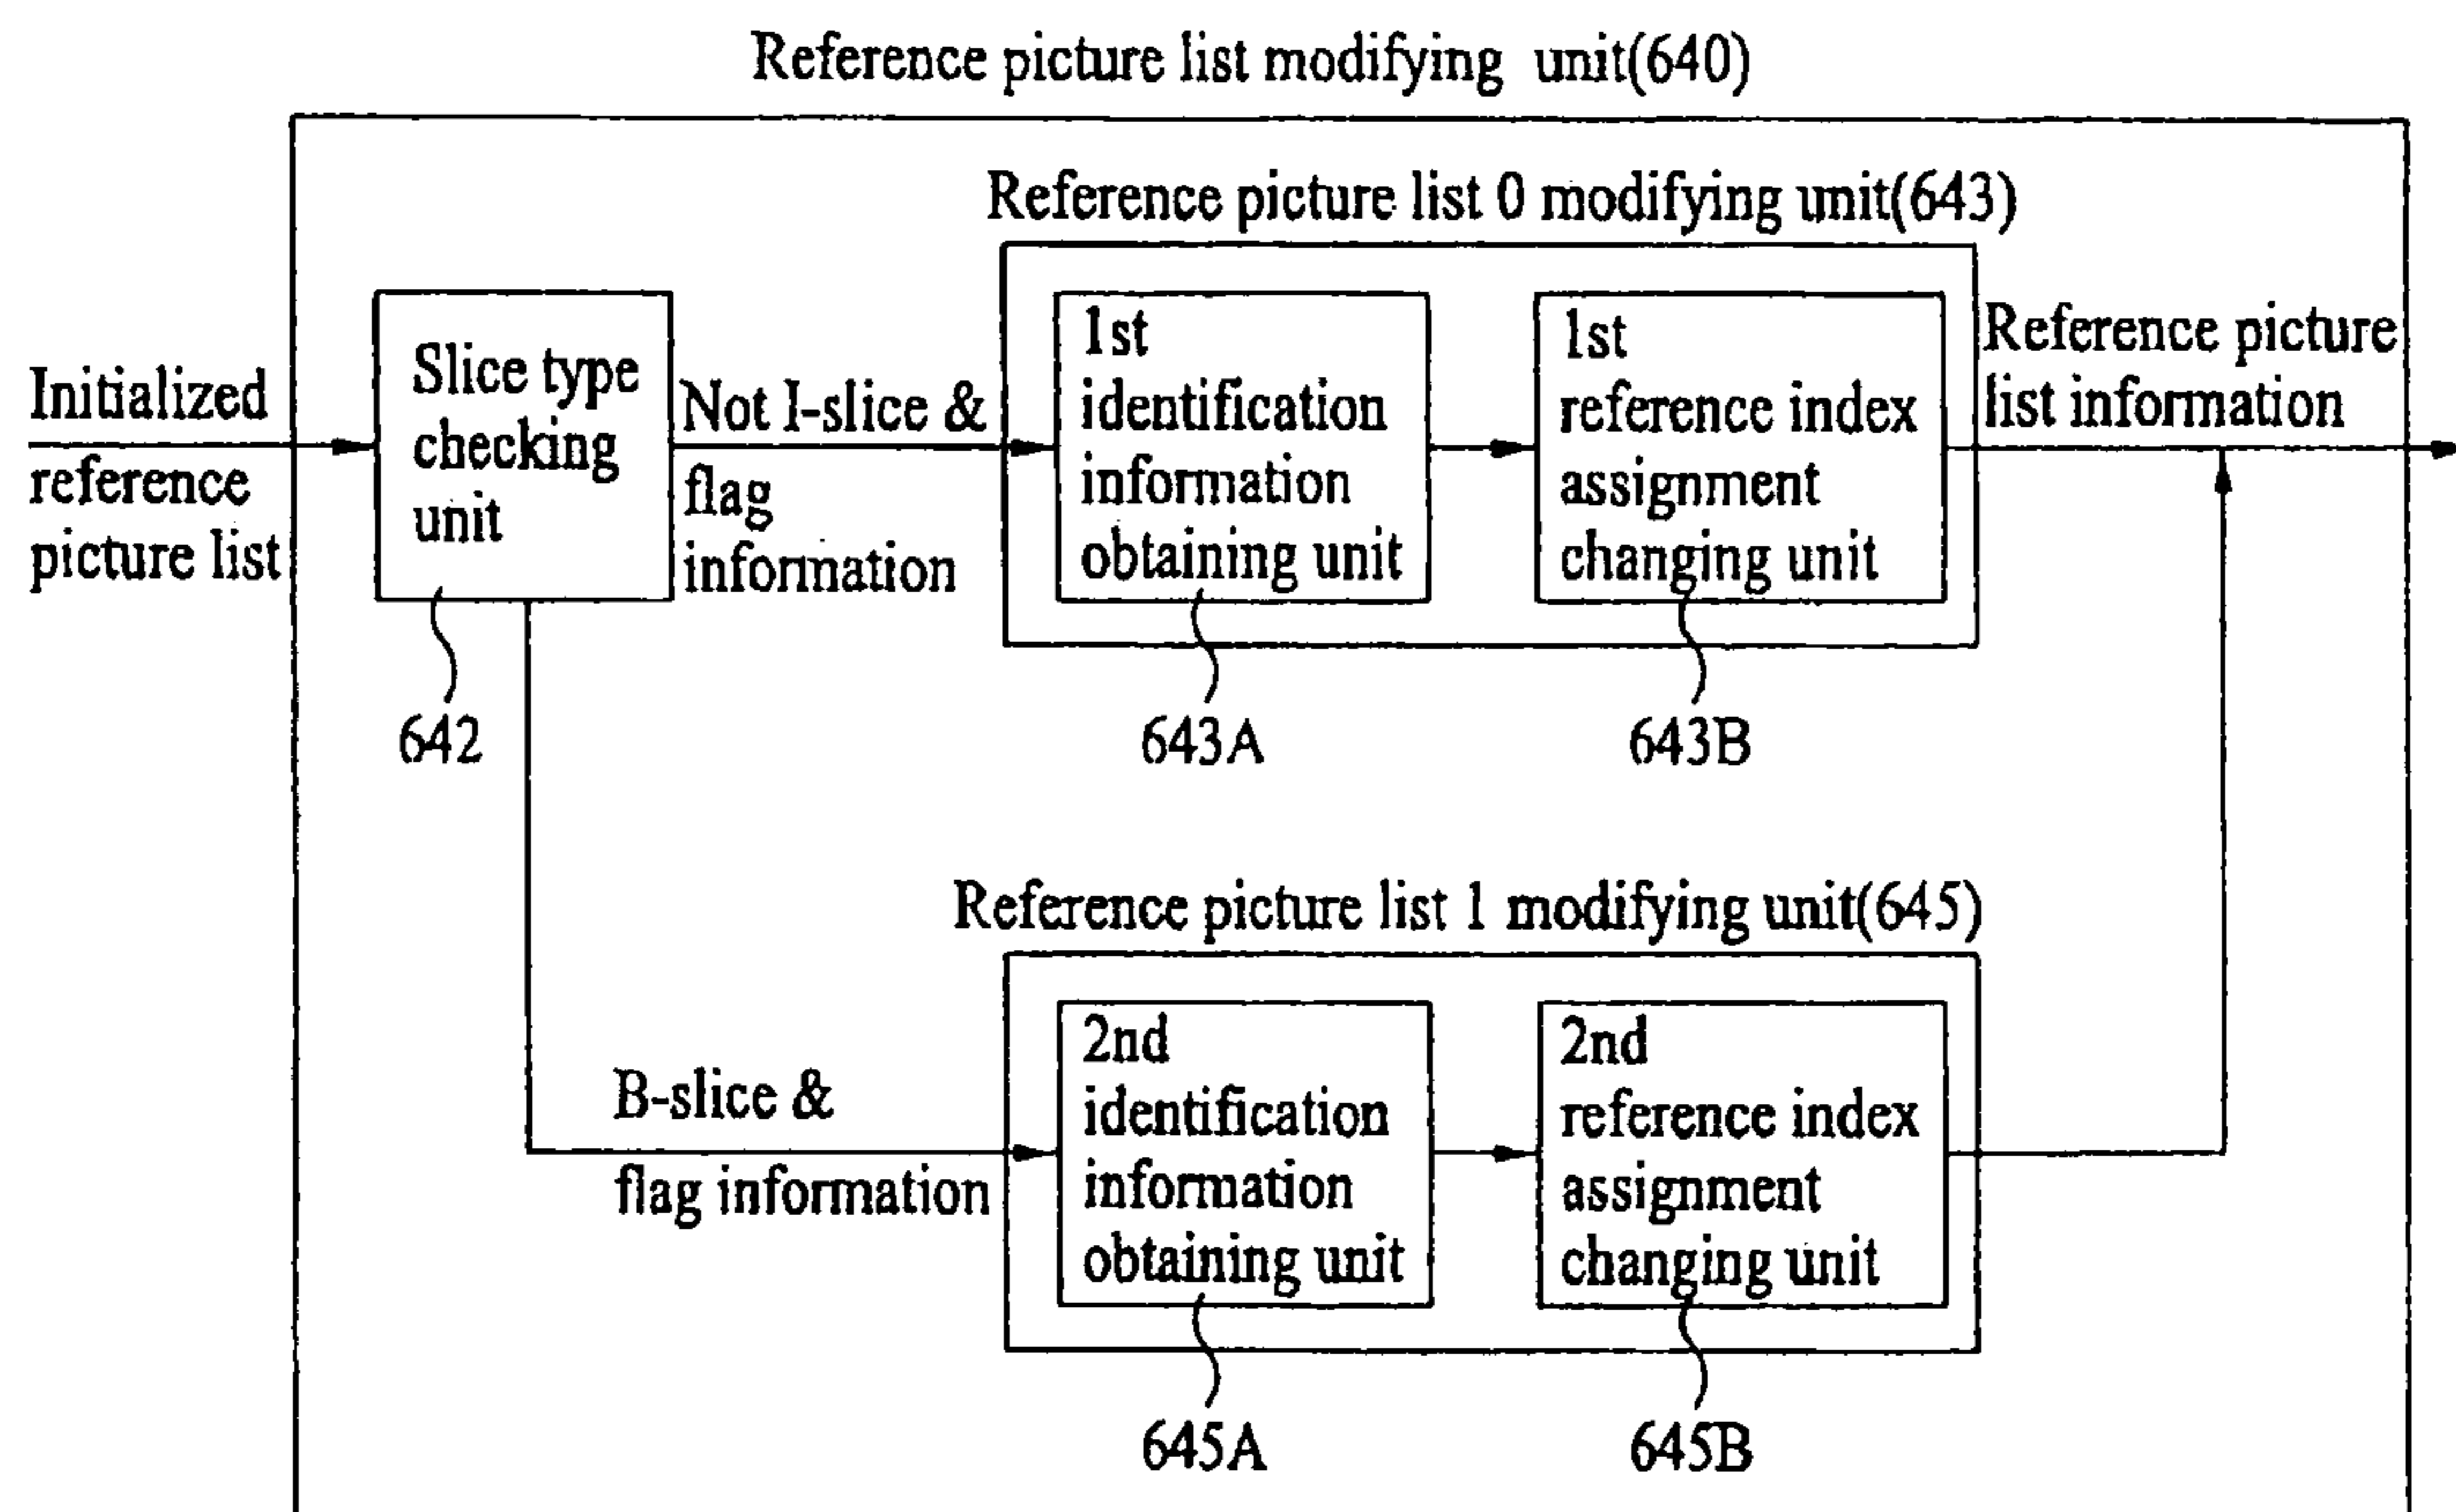 Reference picture list modifying unit(640)
Reference picture list 0 modifying unit(643)
Initialized
reference
picture list
Slice type
checking
unit
642
Not I-slice &
flag
information
1st
identification
information
obtaining unit
643A
1st
reference index
assignment
changing unit
643B
Reference picture
list information
Reference picture list 1 modifying unit(645)
B-slice &
flag information
2nd
identification
information
obtaining unit
645A
2nd
reference index
assignment
changing unit
645B